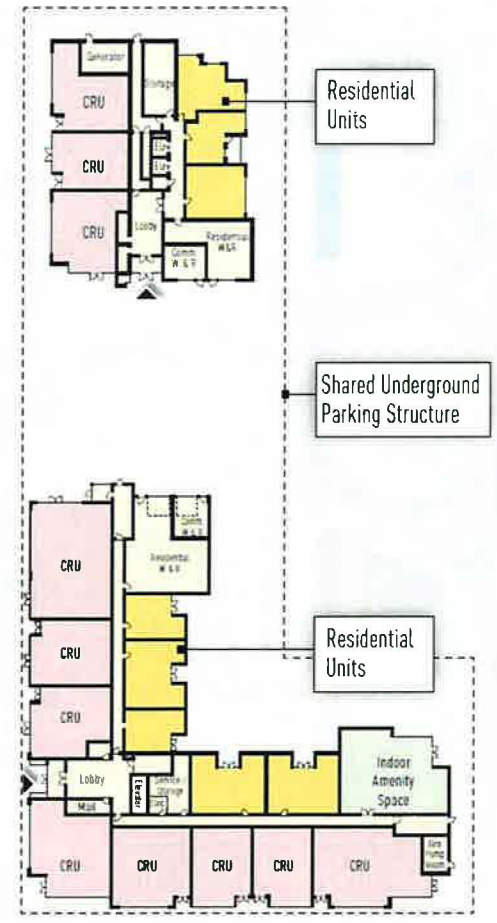 Generator
CRU
Storage
Residential
Units
CRU
Elev
Elev
CRU
Lobby
Residential
W&R
Comm.
W & R
Shared Underground
Parking Structure
CRU
Comm.
W & R
Residential
W & R
CRU
Residential
Units
CRU
Lobby
Elevator
Service /
Storage
Elec.
Mail
Indoor
Amenity
Space
CRU
CRU
CRU
CRU
CRU
Fire
Pump
Room